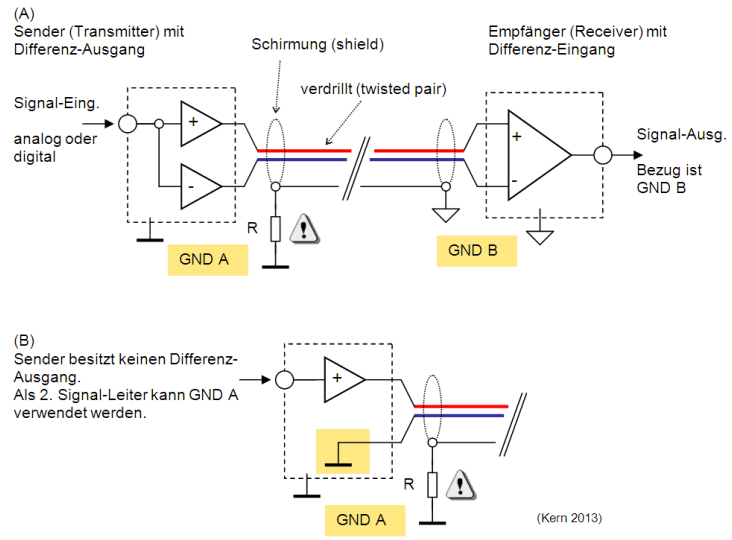 (A)
Sender (Transmitter) mit
Differenz-Ausgang
Empfänger (Receiver) mit
Differenz-Eingang
Schirmung (shield)
verdrillt (twisted pair)
Signal-Eing.
analog oder
digital
+
-
+
-
Signal-Ausg.
Bezug ist
GND B
R
GND A
GND B
(B)
Sender besitzt keinen Differenz-
Ausgang.
Als 2. Signal-Leiter kann GND A
verwendet werden.
+
R
GND A
(Kern 2013)